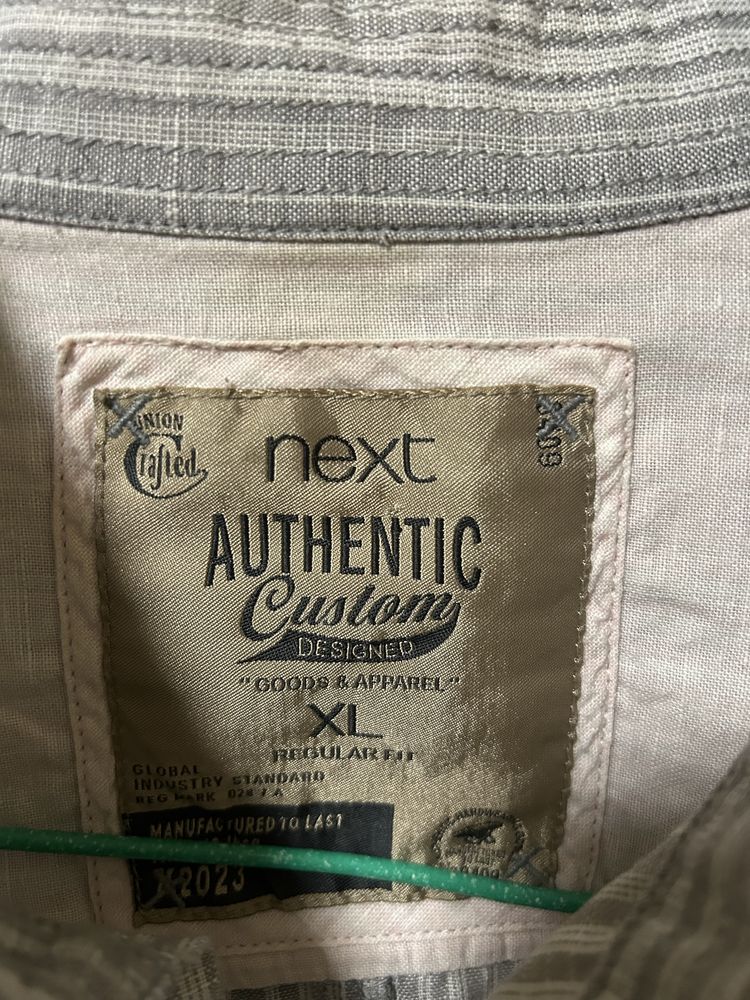 UNION
Crafted
next
AUTHENTIC
Custom
DESIGNED
"GOODS & APPAREL"
XL
REGULAR FIT
GLOBAL
INDUSTRY STANDARD
REG MARK
MANUFACTURED TO LAST
2023